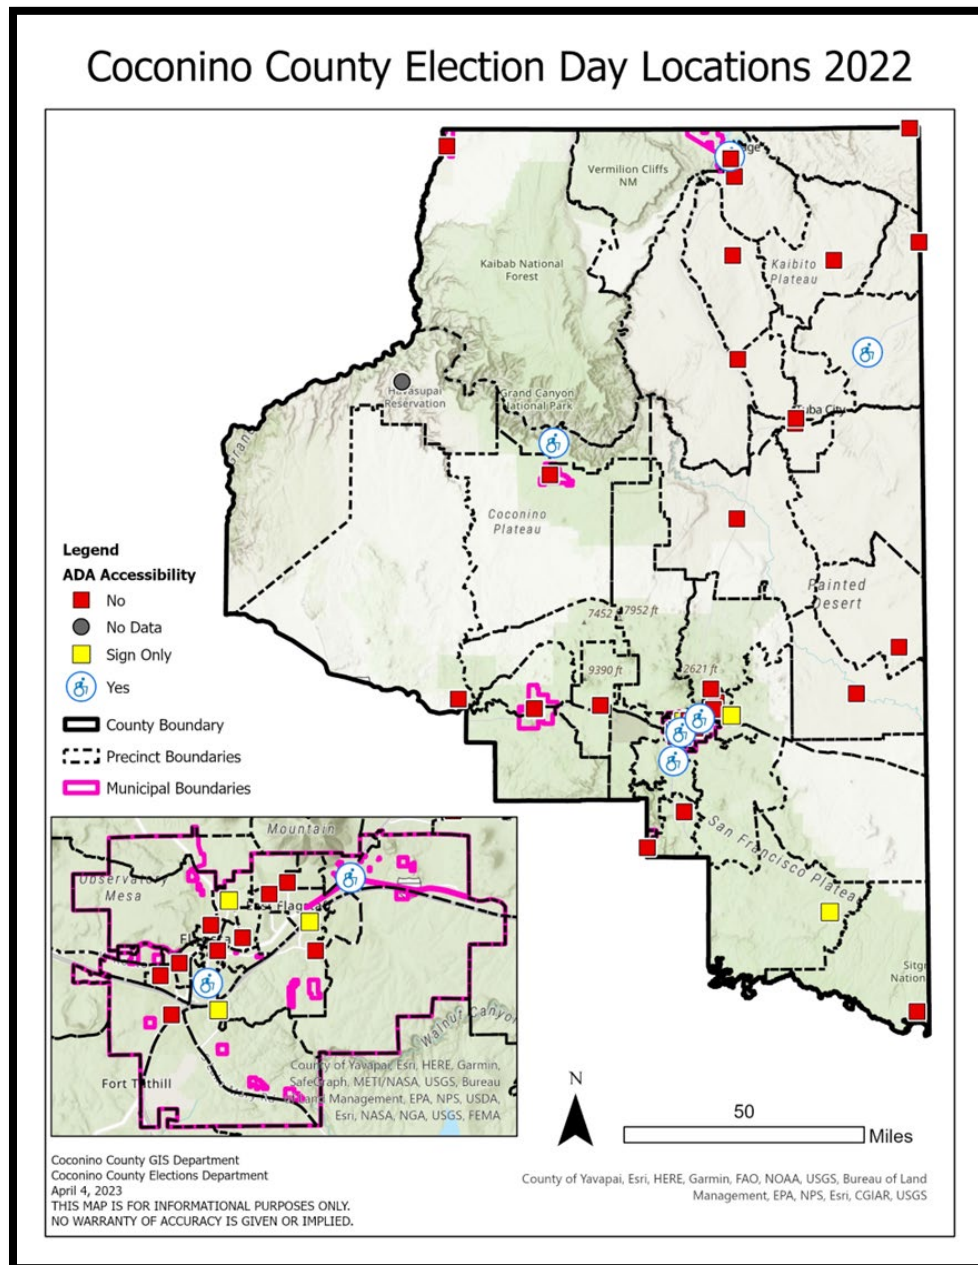 Coconino County Election Day Locations 2022
Vermilion Cliffs
NM
Kaibab National
Forest
Kaibito
Plateau
Reservation
Grand Canyon
National Park
Tuba City
Coconino
Plateau
Painted
Desert
7452 ft
7952 ft
9390 ft
2621 ft
San Francisco Plateau
Legend
ADA Accessibility
No
No Data
Sign Only
Yes
County Boundary
Precinct Boundaries
Municipal Boundaries
Mountain
Observatory
Mesa
Fort Tuthill
Walnut Canyon
County of Yavapai, Esri, HERE, Garmin,
SafeGraph, METI/NASA, USGS, Bureau
of Land Management, EPA, NPS, USDA,
Esri, NASA, NGA, USGS, FEMA
N
50
Miles
Coconino County GIS Department
Coconino County Elections Department
April 4, 2023
THIS MAP IS FOR INFORMATIONAL PURPOSES ONLY.
NO WARRANTY OF ACCURACY IS GIVEN OR IMPLIED.
County of Yavapai, Esri, HERE, Garmin, FAO, NOAA, USGS, Bureau of Land
Management, EPA, NPS, Esri, CGIAR, USGS